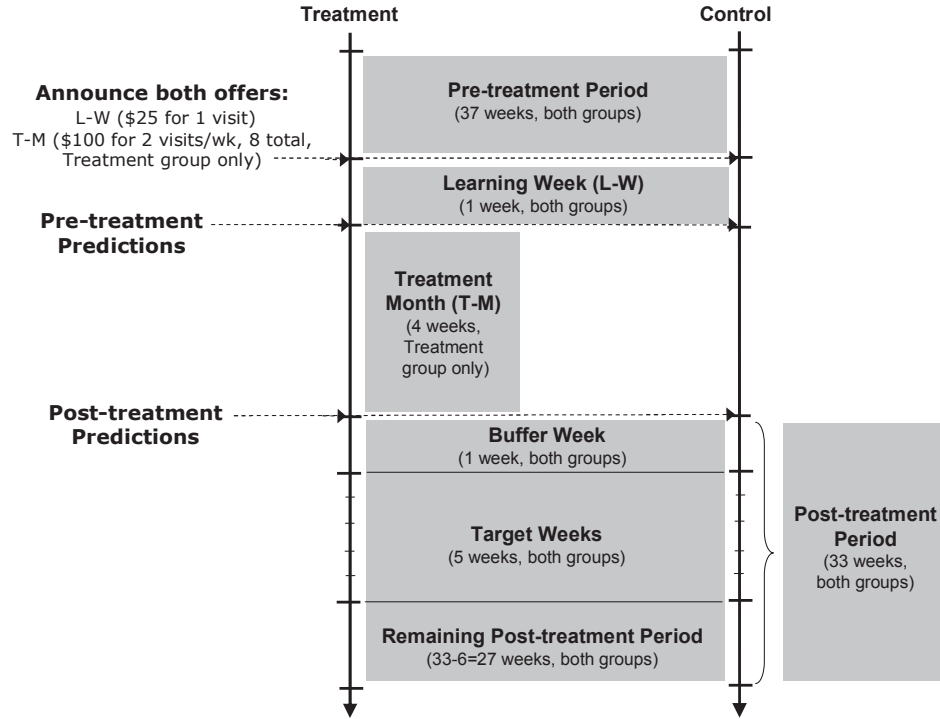 Treatment
Control
Pre-treatment Period
(37 weeks, both groups)
Announce both offers:
L-W ($25 for 1 visit)
T-M ($100 for 2 visits/wk, 8 total,
Treatment group only)
Learning Week (L-W)
(1 week, both groups)
Pre-treatment
Predictions
Treatment
Month (T-M)
(4 weeks,
Treatment
group only)
Post-treatment
Predictions
Buffer Week
(1 week, both groups)
Target Weeks
(5 weeks, both groups)
Post-treatment
Period
(33 weeks,
both groups)
Remaining Post-treatment Period
(33-6=27 weeks, both groups)